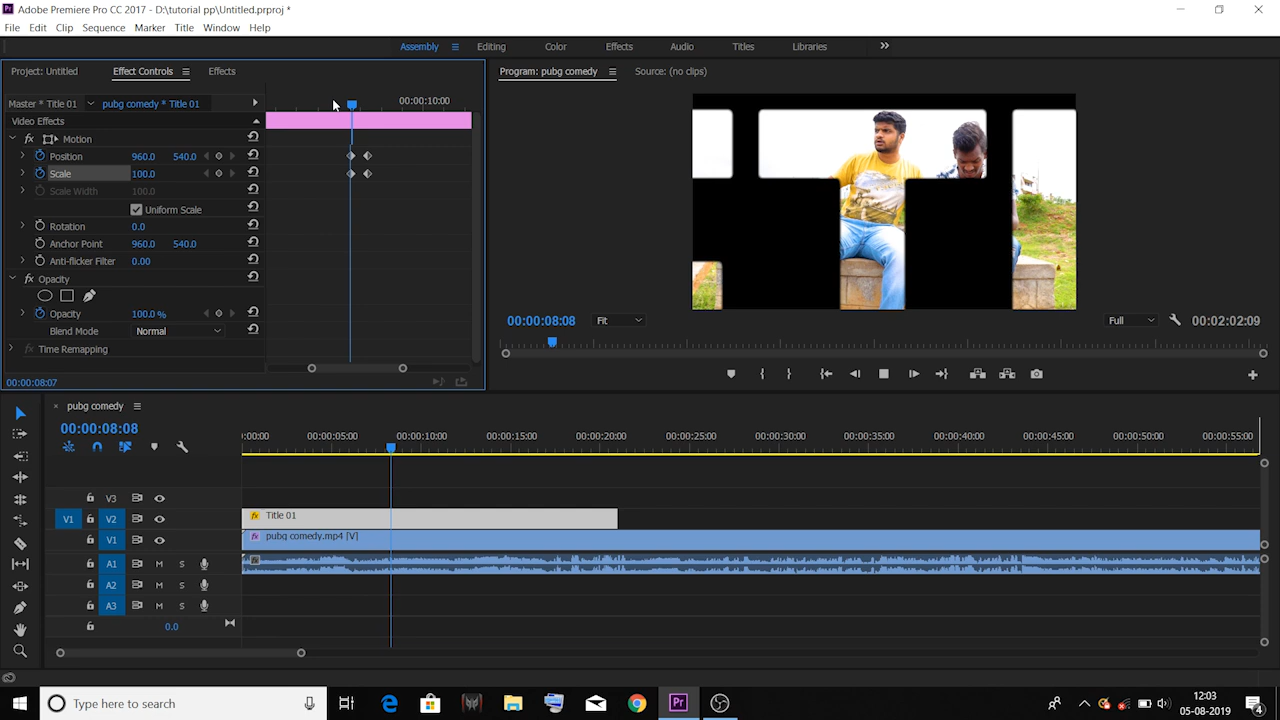 Adobe Premiere Pro CC 2017 - D:\tutorial pp\Untitled.prproj *
File Edit Clip Sequence Marker Title Window Help
Assembly Editing Color Effects Audio Titles Libraries
Project: Untitled Effect Controls Effects
Program: pubg comedy Source: (no clips)
Master * Title 01 pubg comedy * Title 01 00:00:10:00
Video Effects
fx Motion
Position 960.0 540.0
Scale 100.0
Scale Width 100.0
Uniform Scale
Rotation 0.0
Anchor Point 960.0 540.0
Anti-flicker Filter 0.00
fx Opacity
Opacity 100.0 %
Blend Mode Normal
fx Time Remapping
00:00:08:07
00:00:08:08 Fit Full 00:02:02:09
pubg comedy
00:00:08:08
:00:00 00:00:05:00 00:00:10:00 00:00:15:00 00:00:20:00 00:00:25:00 00:00:30:00 00:00:35:00 00:00:40:00 00:00:45:00 00:00:50:00 00:00:55:00
V3
V1 V2 fx Title 01
V1 fx pubg comedy.mp4 [V]
A1 M S
A2 M S
A3 M S
0.0
Type here to search
Pr
12:03
05-08-2019
4